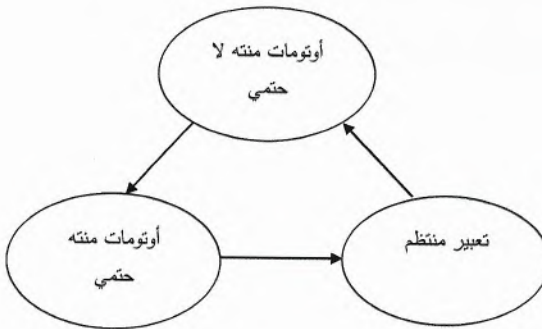 أوتومات منته لا
حتمي
أوتومات منته
حتمي
تعبير منتظم